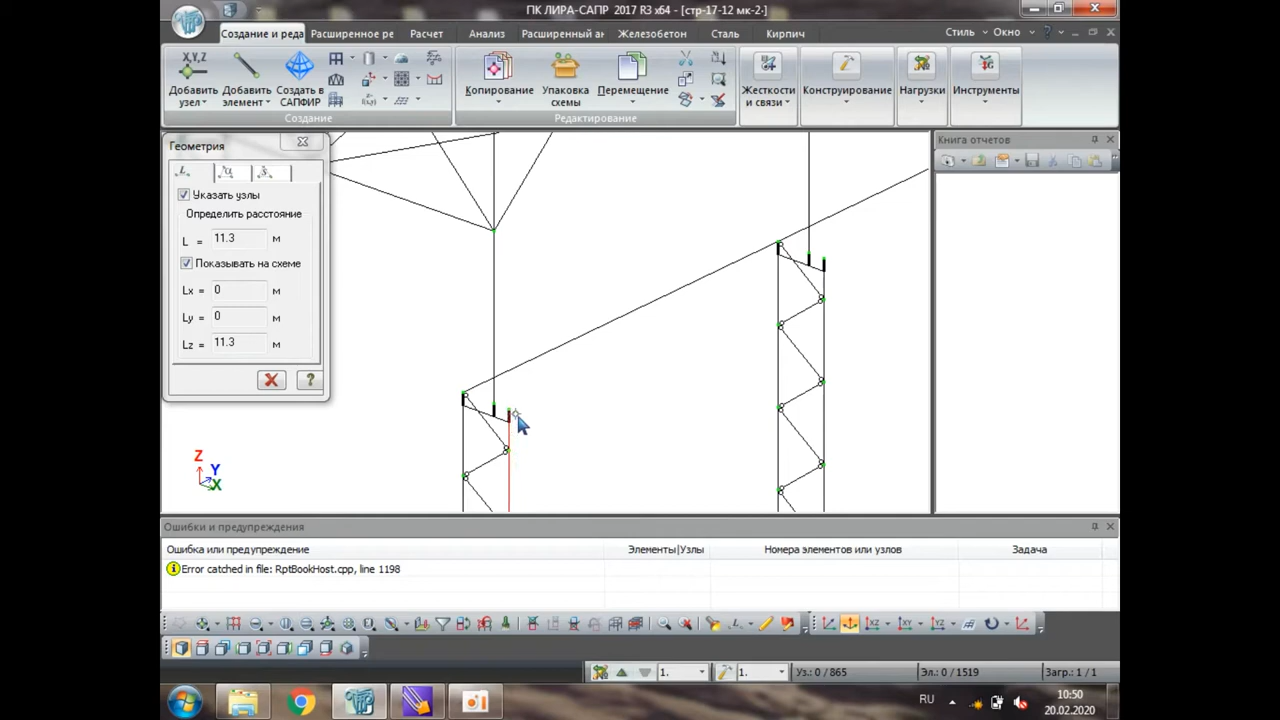 ПК ЛИРА-САПР 2017 R3 x64 - [стр-17-12 мк-2-]
Создание и реда
Расширенное ре
Расчет
Анализ
Расширенный ан
Железобетон
Сталь
Кирпич
Стиль
Окно
X,Y,Z
Добавить узел
Добавить элемент
Создать в САПФИР
Копирование
Упаковка схемы
Перемещение
Жесткости и связи
Конструирование
Нагрузки
Инструменты
Создание
Редактирование
Геометрия
Указать узлы
Определить расстояние
L = 11.3 м
Показывать на схеме
Lx = 0 м
Ly = 0 м
Lz = 11.3 м
Книга отчетов
Z
Y
X
Ошибки и предупреждения
Ошибка или предупреждение
Элементы|Узлы
Номера элементов или узлов
Задача
Error catched in file: RptBookHost.cpp, line 1198
1.
1.
Уз.: 0 / 865
Эл.: 0 / 1519
Загр.: 1 / 1
RU
10:50
20.02.2020